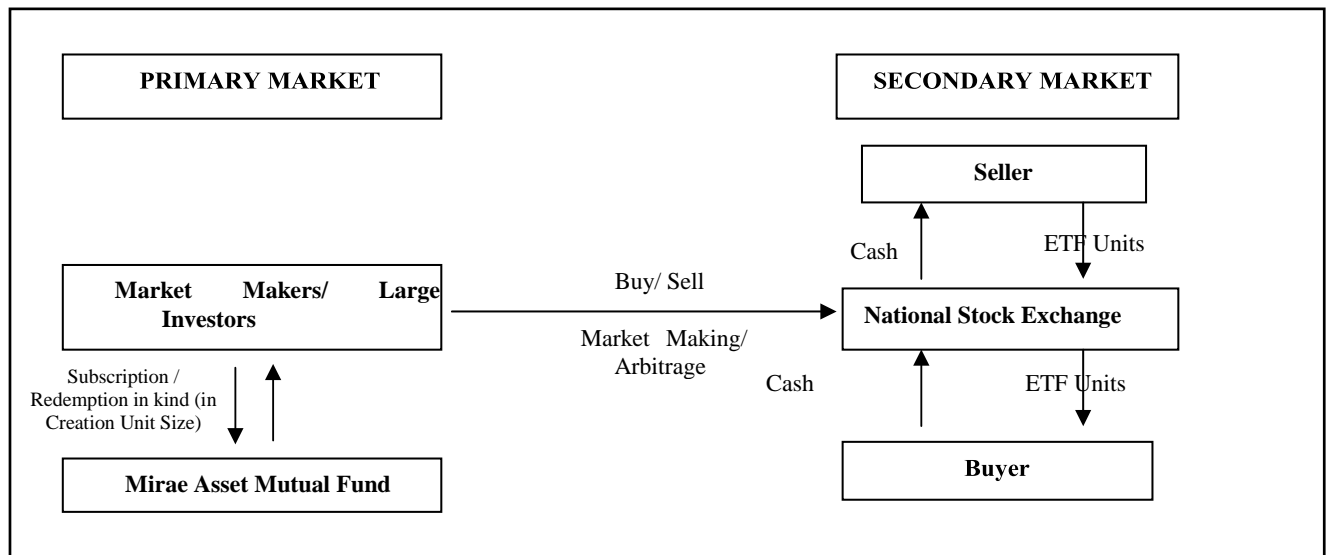 PRIMARY MARKET
SECONDARY MARKET
Seller
Cash
ETF Units
Market Makers/ Large
Investors
Buy/ Sell
National Stock Exchange
Market Making/
Arbitrage
Subscription /
Redemption in kind (in
Creation Unit Size)
Cash
ETF Units
Mirae Asset Mutual Fund
Buyer